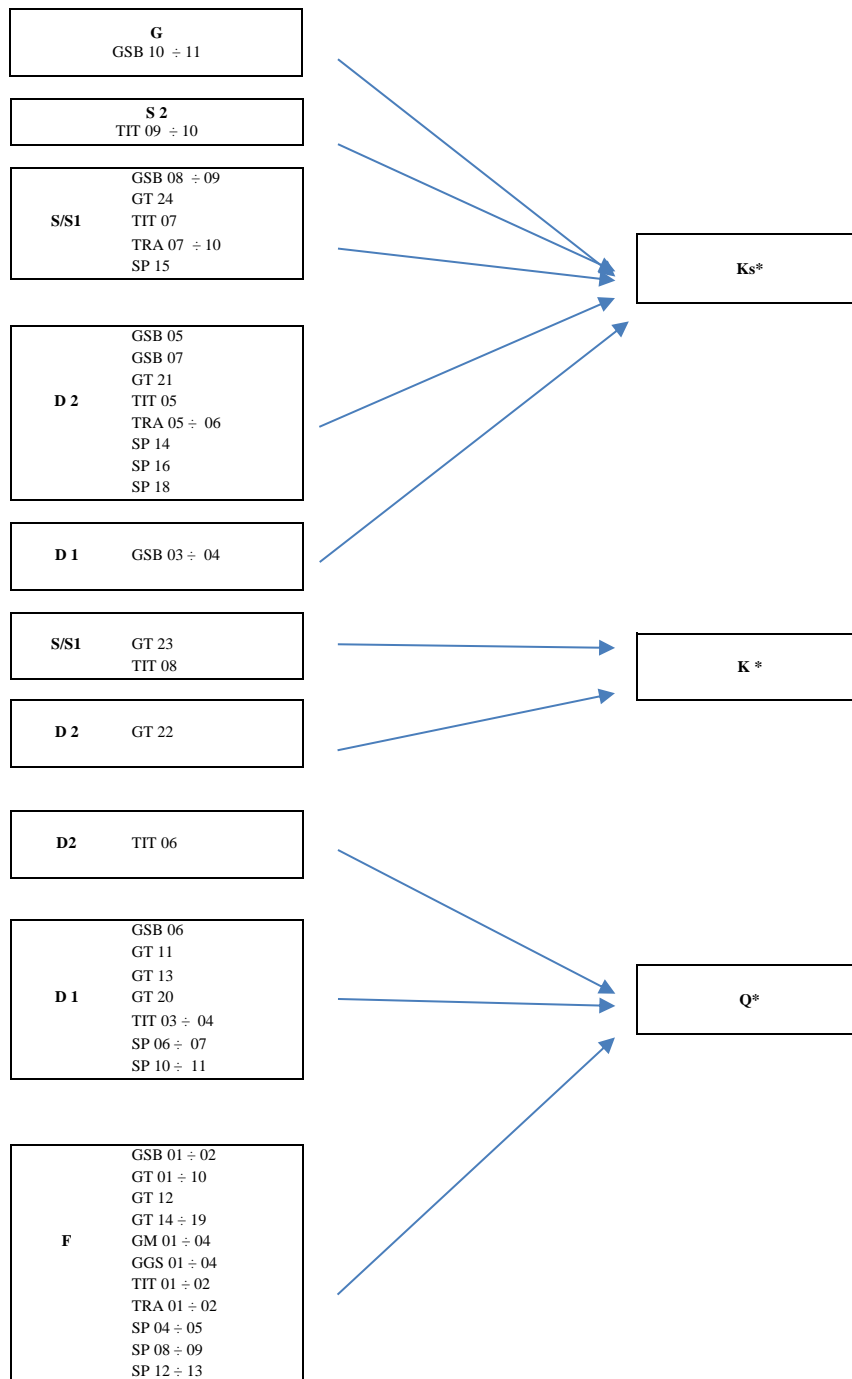 G
GSB 10 ÷ 11
S 2
TIT 09 ÷ 10
GSB 08 ÷ 09
GT 24
S/S1 TIT 07
TRA 07 ÷ 10
SP 15
Ks*
GSB 05
GSB 07
GT 21
D 2 TIT 05
TRA 05 ÷ 06
SP 14
SP 16
SP 18
D 1 GSB 03 ÷ 04
S/S1 GT 23
TIT 08
K *
D 2 GT 22
D2 TIT 06
GSB 06
GT 11
GT 13
D 1 GT 20
TIT 03 ÷ 04
SP 06 ÷ 07
SP 10 ÷ 11
Q*
GSB 01 ÷ 02
GT 01 ÷ 10
GT 12
GT 14 ÷ 19
F GM 01 ÷ 04
GGS 01 ÷ 04
TIT 01 ÷ 02
TRA 01 ÷ 02
SP 04 ÷ 05
SP 08 ÷ 09
SP 12 ÷ 13